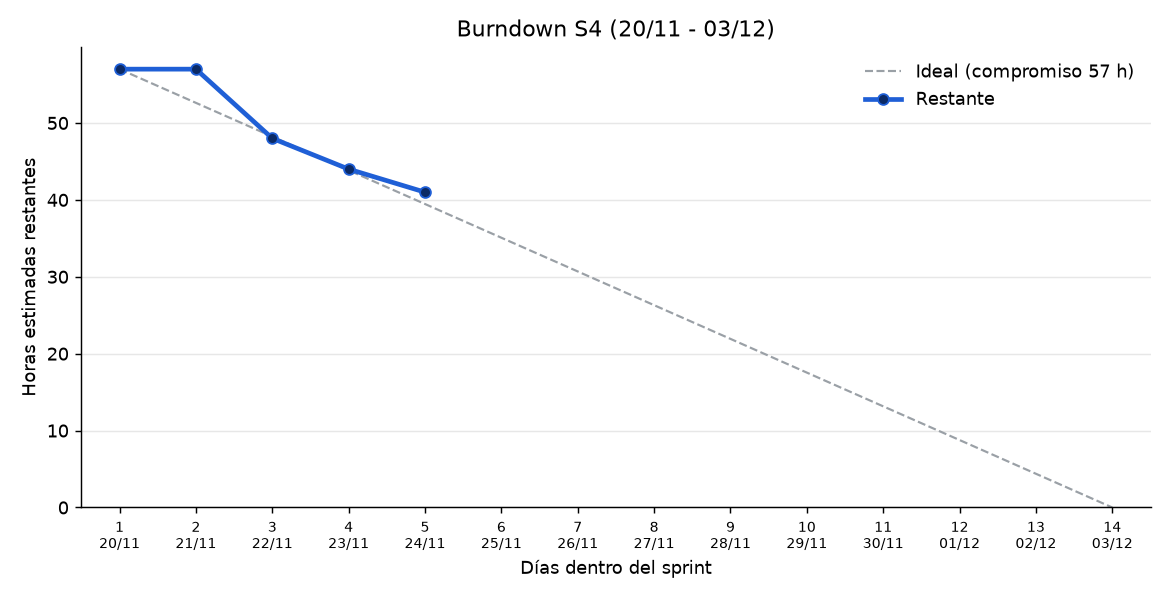 Burndown S4 (20/11 - 03/12)
Ideal (compromiso 57 h)
Restante
Horas estimadas restantes
50
40
30
20
10
0
1 2 3 4 5 6 7 8 9 10 11 12 13 14
20/11 21/11 22/11 23/11 24/11 25/11 26/11 27/11 28/11 29/11 30/11 01/12 02/12 03/12
Días dentro del sprint